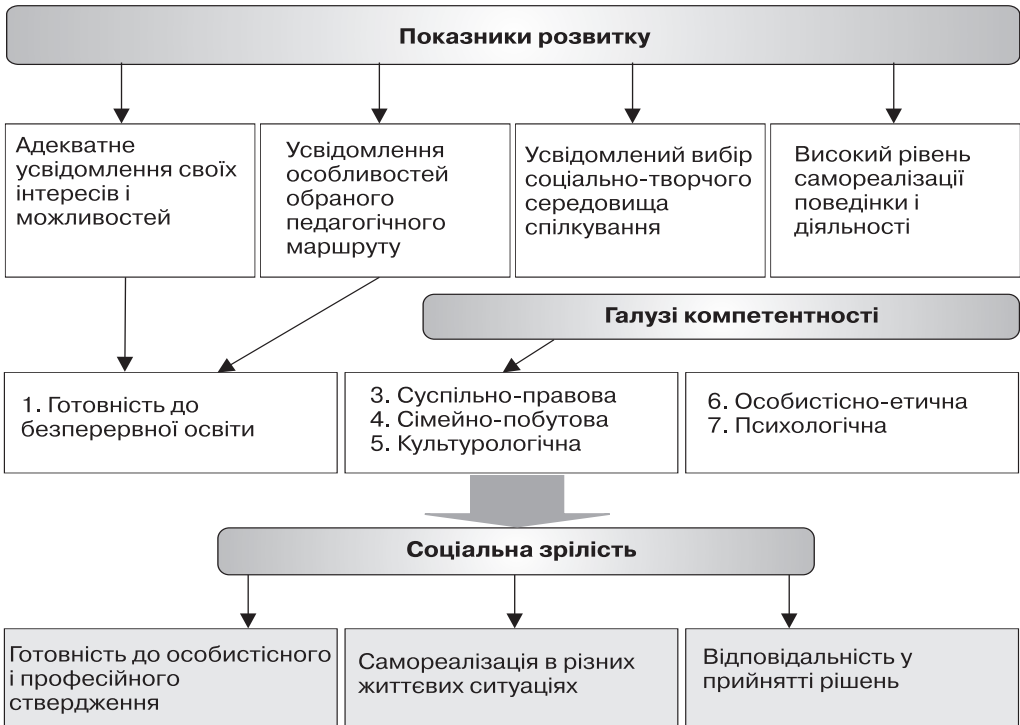 Показники розвитку
Адекватне
усвідомлення своїх
інтересів і
можливостей
Усвідомлення
особливостей
обраного
педагогічного
маршруту
Усвідомлений вибір
соціально-творчого
середовища
спілкування
Високий рівень
самореалізації
поведінки і
діяльності
Галузі компетентності
1. Готовність до
безперервної освіти
3. Суспільно-правова
4. Сімейно-побутова
5. Культурологічна
6. Особистісно-етична
7. Психологічна
Соціальна зрілість
Готовність до особистісного
і професійного
ствердження
Самореалізація в різних
життєвих ситуаціях
Відповідальність у
прийнятті рішень